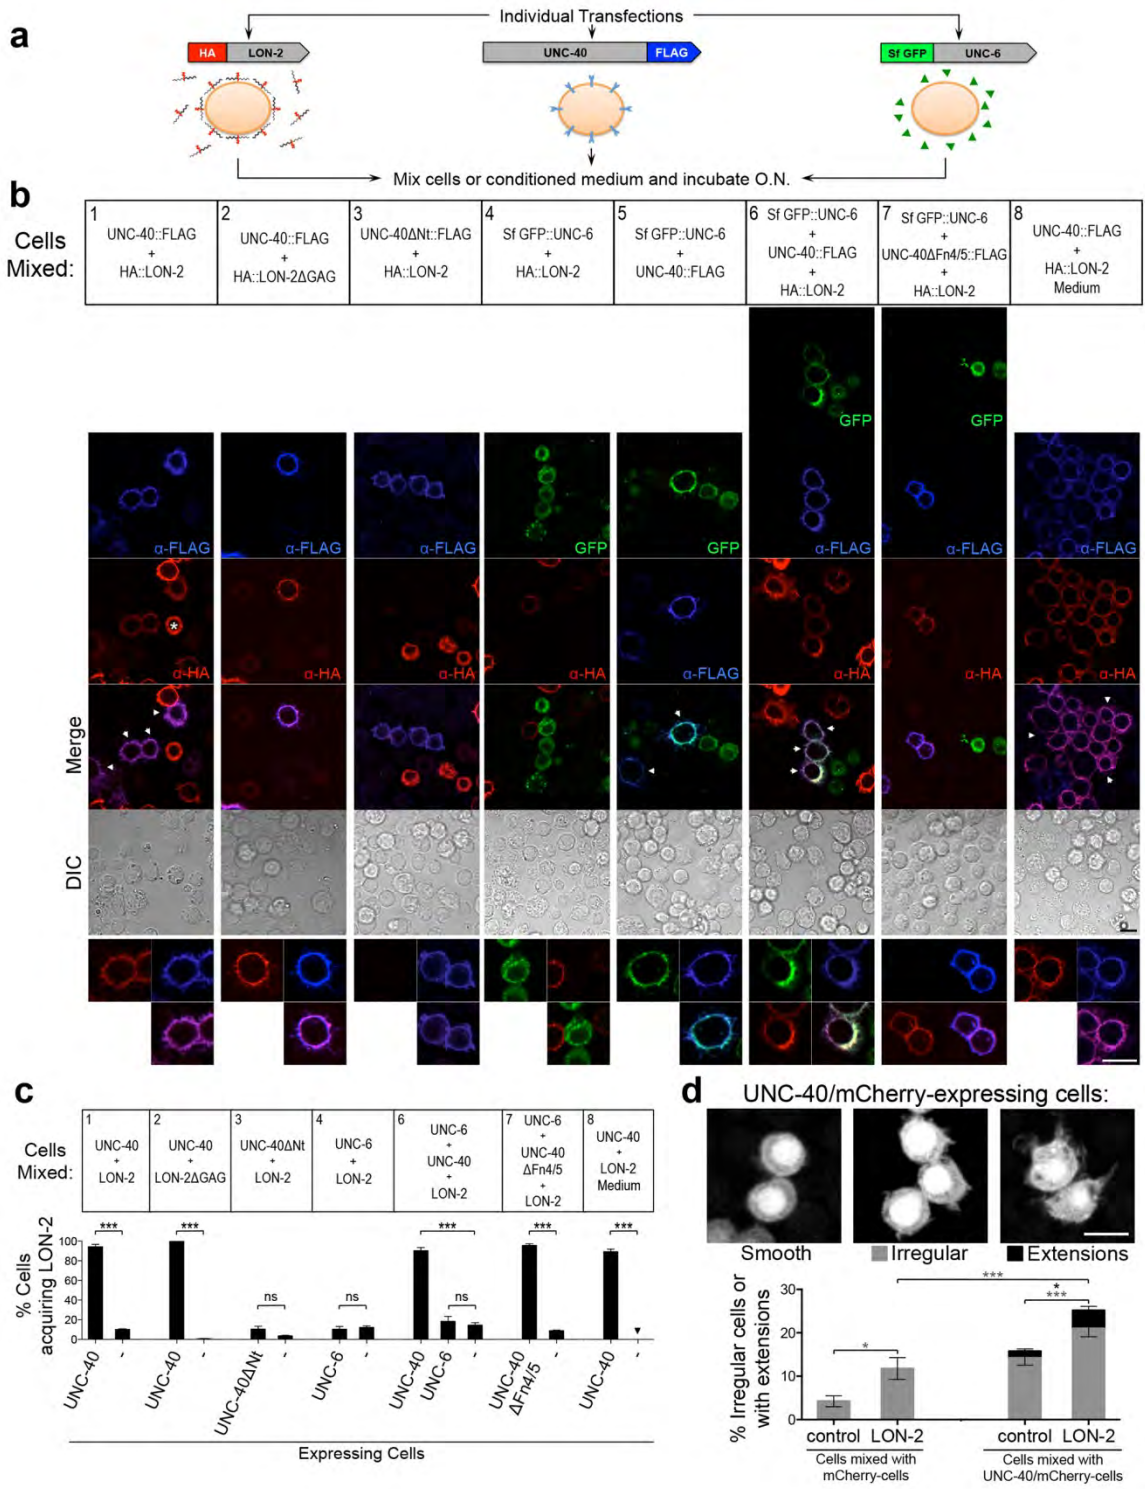 a
Individual Transfections
HA LON-2
UNC-40 FLAG
Sf GFP UNC-6
Mix cells or conditioned medium and incubate O.N.
b
Cells
Mixed:
1
UNC-40::FLAG
+
HA::LON-2
2
UNC-40::FLAG
+
HA::LON-2ΔGAG
3
UNC-40ΔNt::FLAG
+
HA::LON-2
4
Sf GFP::UNC-6
+
HA::LON-2
5
Sf GFP::UNC-6
+
UNC-40::FLAG
6
Sf GFP::UNC-6
+
UNC-40::FLAG
+
HA::LON-2
7
Sf GFP::UNC-6
+
UNC-40ΔFn4/5::FLAG
+
HA::LON-2
8
UNC-40::FLAG
+
HA::LON-2
Medium
GFP
GFP
α-FLAG
α-FLAG
α-FLAG
GFP
GFP
α-FLAG
α-FLAG
α-FLAG
*
α-HA
α-HA
α-HA
α-HA
α-FLAG
α-HA
α-HA
α-HA
Merge
DIC
c
Cells
Mixed:
1
UNC-40
+
LON-2
2
UNC-40
+
LON-2ΔGAG
3
UNC-40ΔNt
+
LON-2
4
UNC-6
+
LON-2
6
UNC-6
+
UNC-40
+
LON-2
7
UNC-6
+
UNC-40
ΔFn4/5
+
LON-2
8
UNC-40
+
LON-2
Medium
% Cells
acquiring LON-2
100
80
60
40
20
0
***
***
ns
ns
***
ns
***
***
UNC-40
-
UNC-40
-
UNC-40ΔNt
-
UNC-6
-
UNC-40
UNC-6
-
UNC-40
ΔFn4/5
-
UNC-40
-
Expressing Cells
d
UNC-40/mCherry-expressing cells:
Smooth
Irregular
Extensions
% Irregular cells or
with extensions
30
20
10
0
*
***
*
***
control
LON-2
control
LON-2
Cells mixed with
mCherry-cells
Cells mixed with
UNC-40/mCherry-cells